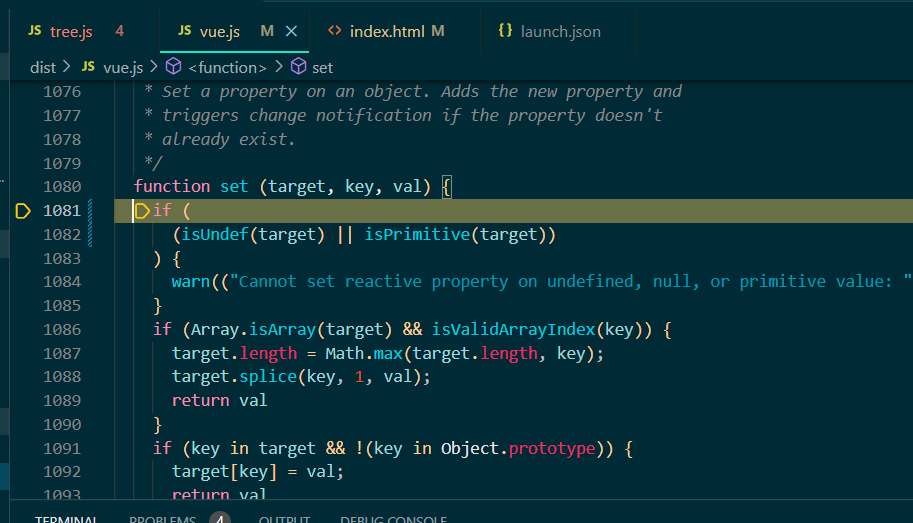 JS tree.js 4 JS vue.js M × <> index.html M {} launch.json
dist > JS vue.js > <function> > set
1076 * Set a property on an object. Adds the new property and
1077 * triggers change notification if the property doesn't
1078 * already exist.
1079 */
1080 function set (target, key, val) {
1081 if (
1082 (isUndef(target) || isPrimitive(target))
1083 ) {
1084 warn(("Cannot set reactive property on undefined, null, or primitive value: "
1085 }
1086 if (Array.isArray(target) && isValidArrayIndex(key)) {
1087 target.length = Math.max(target.length, key);
1088 target.splice(key, 1, val);
1089 return val
1090 }
1091 if (key in target && !(key in Object.prototype)) {
1092 target[key] = val;
1093 return val
TERMINAL PROBLEMS 4 OUTPUT DEBUG CONSOLE